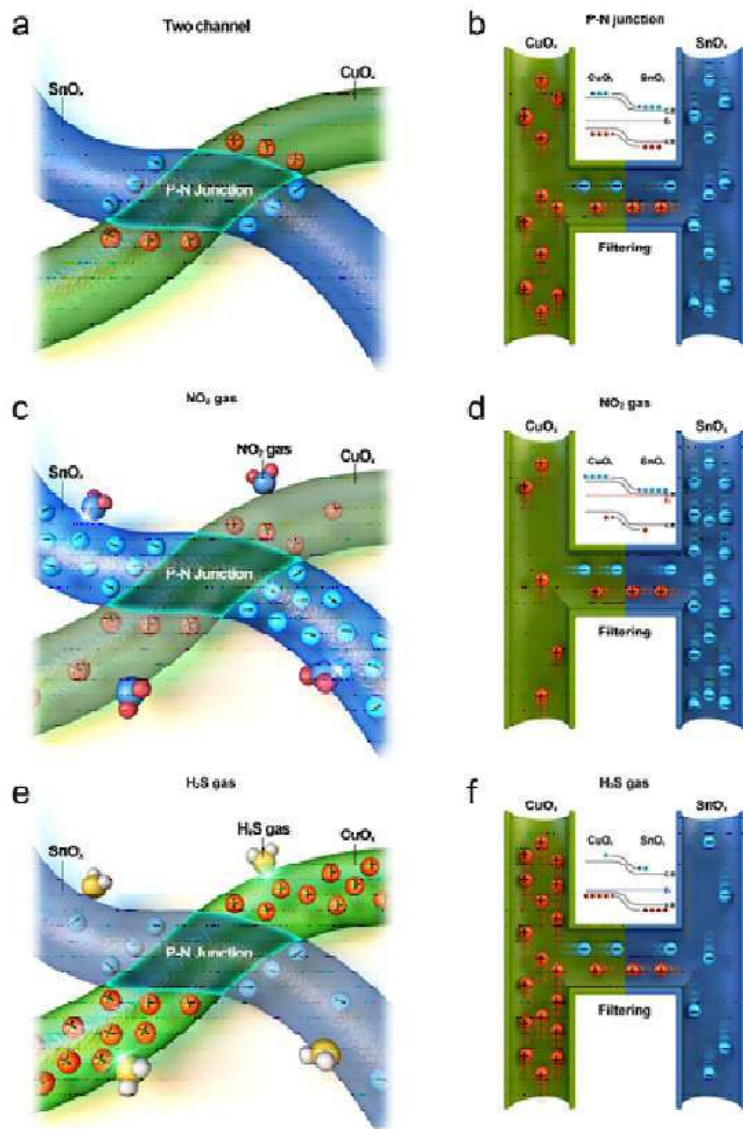 a
Two channel
SnOₓ
CuOₓ
P-N Junction
b
P-N junction
CuOₓ
SnOₓ
CuOₓ
SnOₓ
Filtering
c
NO₂ gas
SnOₓ
NO₂ gas
CuOₓ
P-N Junction
d
NO₂ gas
CuOₓ
SnOₓ
CuOₓ
SnOₓ
Filtering
e
H₂S gas
SnOₓ
H₂S gas
CuOₓ
P-N Junction
f
H₂S gas
CuOₓ
SnOₓ
CuOₓ
SnOₓ
Filtering